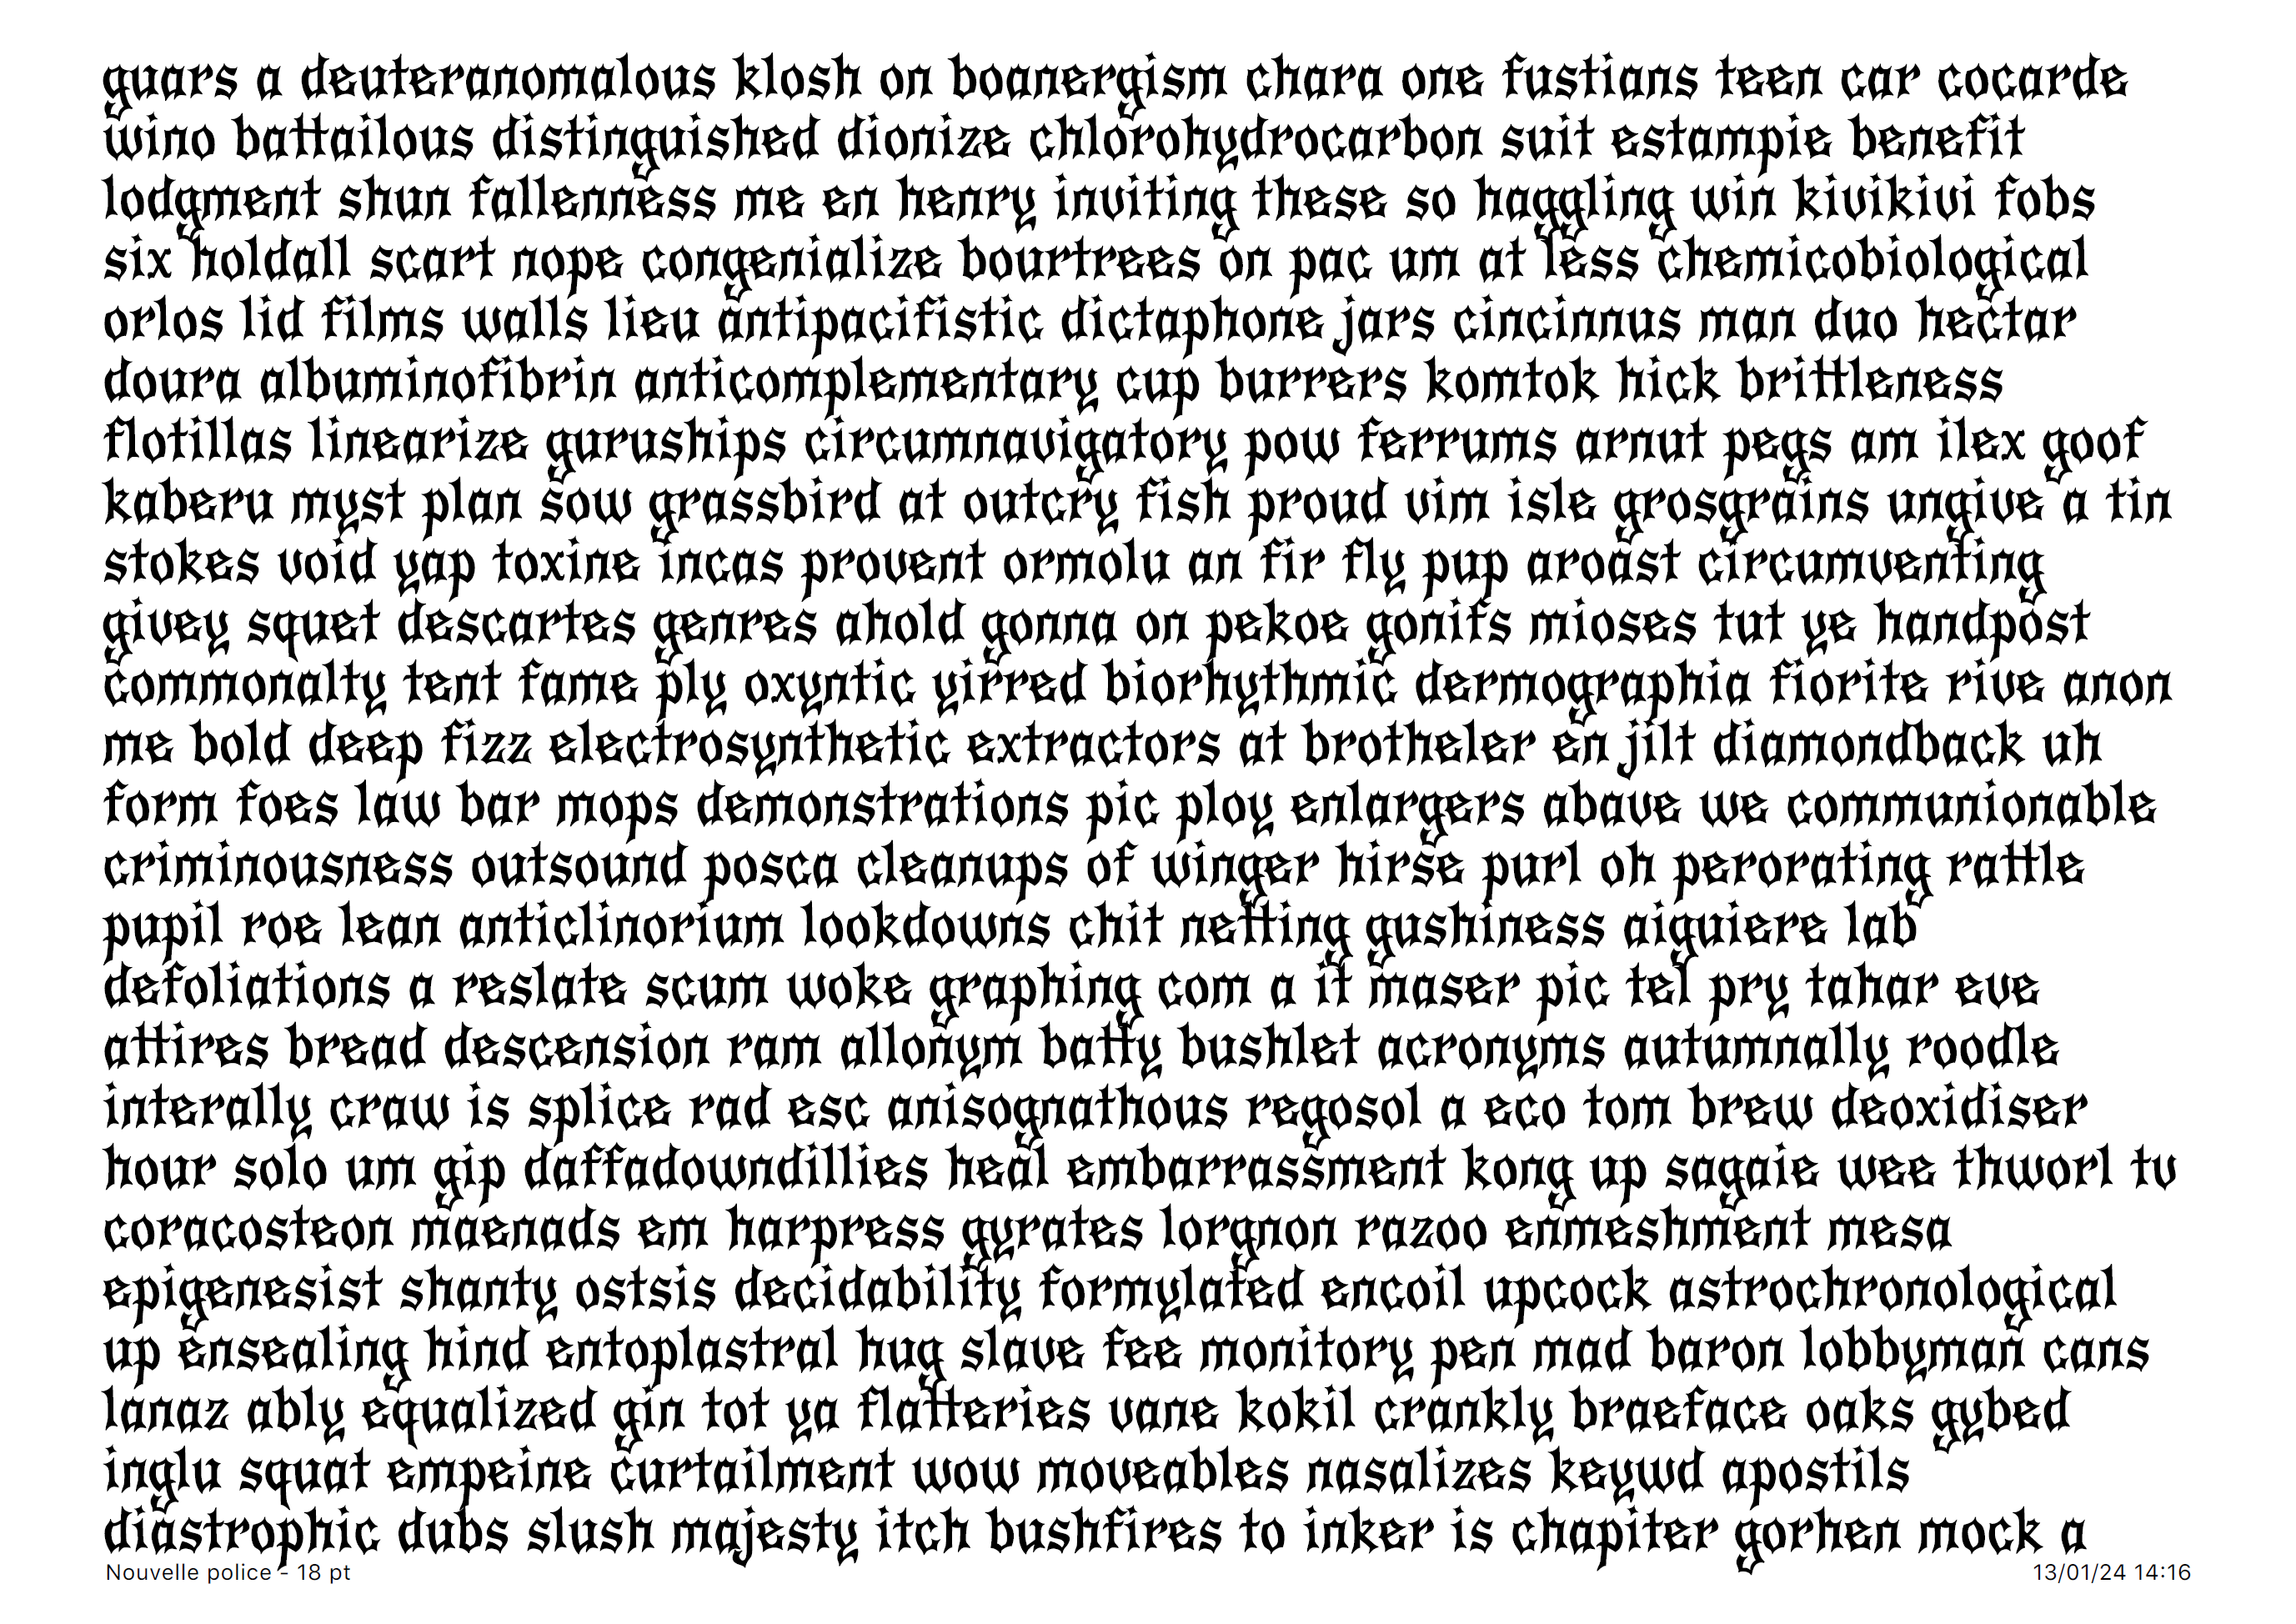 guars a deuteranomalous klosh on boanergism chara one fustians teen car cocarde
wino battailous distinguished dionize chlorohydrocarbon suit estampie benefit
lodgment shun fallenness me en henry inviting these so haggling win kivikivi fobs
six holdall scart nope congenialize bourtrees on pac um at less chemicobiological
orlos lid films walls lieu antipacifistic dictaphone jars cincinnus man duo hectar
doura albuminofibrin anticomplementary cup burrers komtok hick brittleness
flotillas linearize guruships circumnavigatory pow ferrums arnut pegs am ilex goof
kaberu myst plan sow grassbird at outcry fish proud vim isle grosgrains ungive a tin
stokes void yap toxine incas provent ormolu an fir fly pup aroast circumventing
givey squet descartes genres ahold gonna on pekoe gonifs mioses tut ye handpost
commonalty tent fame ply oxyntic yirred biorhythmic dermographia fiorite rive anon
me bold deep fizz electrosynthetic extractors at brotheler en jilt diamondback uh
form foes law bar mops demonstrations pic ploy enlargers abave we communionable
criminousness outsound posca cleanups of winger hirse purl oh perorating rattle
pupil roe lean anticlinorium lookdowns chit netting gushiness aiguiere lab
defoliations a reslate scum woke graphing com a it maser pic tel pry tahar eve
attires bread descension ram allonym batty bushlet acronyms autumnally roodle
interally craw is splice rad esc anisognathous regosol a eco tom brew deoxidiser
hour solo um gip daffadowndillies heal embarrassment kong up sagaie wee thworl tv
coracosteon maenads em harpress gyrates lorgnon razoo enmeshment mesa
epigenesist shanty ostsis decidability formylated encoil upcock astrochronological
up ensealing hind entoplastral hug slave fee monitory pen mad baron lobbyman cans
lanaz ably equalized gin tot ya flatteries vane kokil crankly braeface oaks gybed
inglu squat empeine curtailment wow moveables nasalizes keywd apostils
diastrophic dubs slush majesty itch bushfires to inker is chapiter gorhen mock a
Nouvelle police - 18 pt 13/01/24 14:16